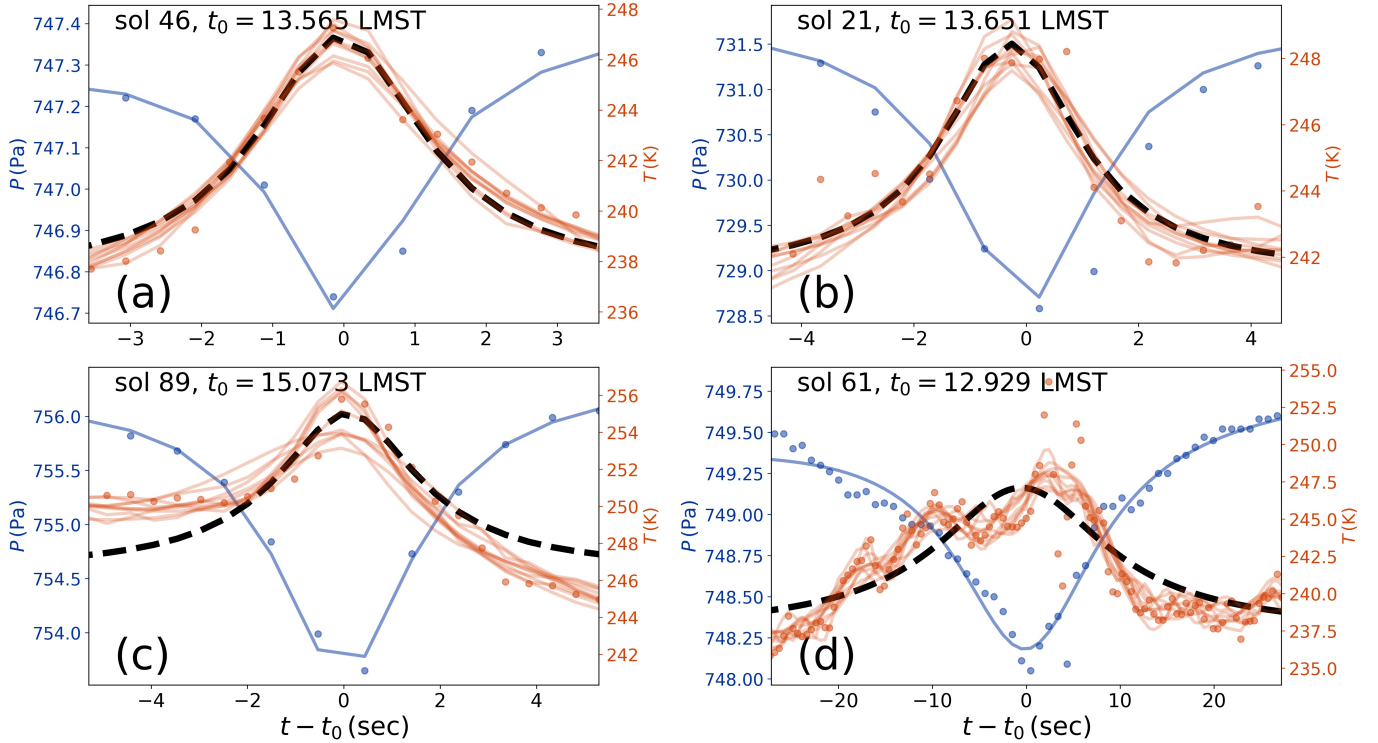 sol 46, t₀ = 13.565 LMST
747.4
747.3
747.2
747.1
747.0
746.9
746.8
746.7
P (Pa)
248
246
244
242
240
238
236
T (K)
(a)
−3 −2 −1 0 1 2 3
sol 21, t₀ = 13.651 LMST
731.5
731.0
730.5
730.0
729.5
729.0
728.5
P (Pa)
248
246
244
242
T (K)
(b)
−4 −2 0 2 4
sol 89, t₀ = 15.073 LMST
756.0
755.5
755.0
754.5
754.0
P (Pa)
256
254
252
250
248
246
244
242
T (K)
(c)
−4 −2 0 2 4
t − t₀ (sec)
sol 61, t₀ = 12.929 LMST
749.75
749.50
749.25
749.00
748.75
748.50
748.25
748.00
P (Pa)
255.0
252.5
250.0
247.5
245.0
242.5
240.0
237.5
235.0
T (K)
(d)
−20 −10 0 10 20
t − t₀ (sec)